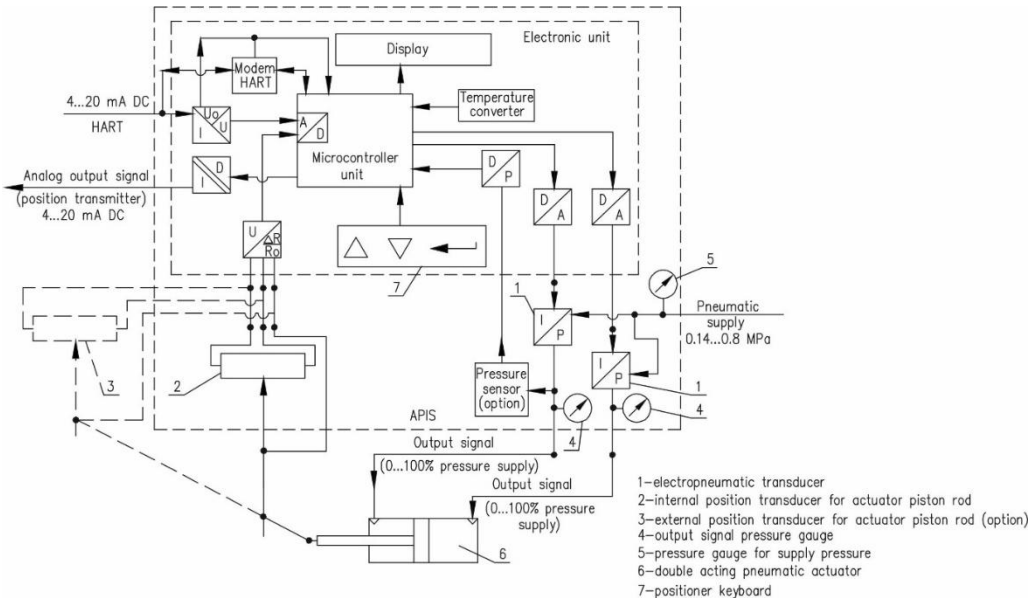 Electronic unit
Display
Modem
HART
4...20 mA DC
HART
Uo
U
I
A
D
Temperature
converter
Microcontroller
unit
D
I
Analog output signal
(position transmitter)
4...20 mA DC
D
P
D
A
D
A
U
△R
Ro
7
5
1
Pneumatic
supply
0.14...0.8 MPa
I
P
3
2
Pressure
sensor
(option)
I
P
1
4
4
APIS
Output signal
(0...100% pressure supply)
Output signal
(0...100% pressure
supply)
6
1-electropneumatic transducer
2-internal position transducer for actuator piston rod
3-external position transducer for actuator piston rod (option)
4-output signal pressure gauge
5-pressure gauge for supply pressure
6-double acting pneumatic actuator
7-positioner keyboard